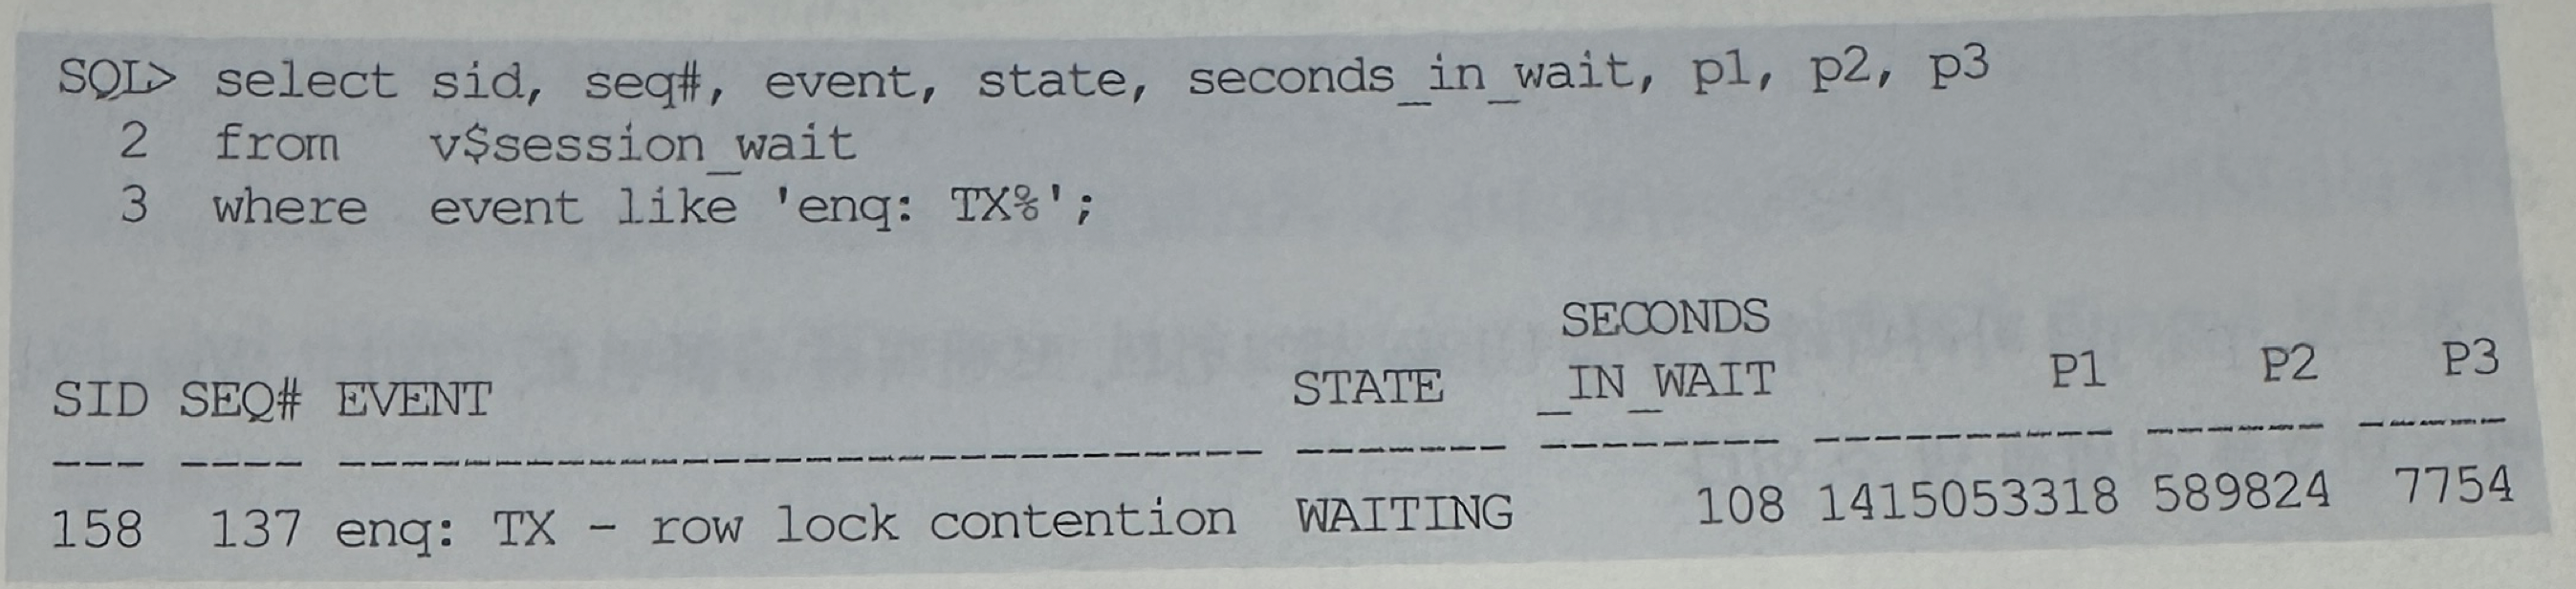 SQL> select sid, seq#, event, state, seconds_in_wait, p1, p2, p3
2 from v$session_wait
3 where event like 'enq: TX%';
SECONDS
SID SEQ# EVENT STATE _IN_WAIT P1 P2 P3
--- ---- ---------------------------------- ------- -------- ---------- ------ ----
158 137 enq: TX - row lock contention WAITING 108 1415053318 589824 7754